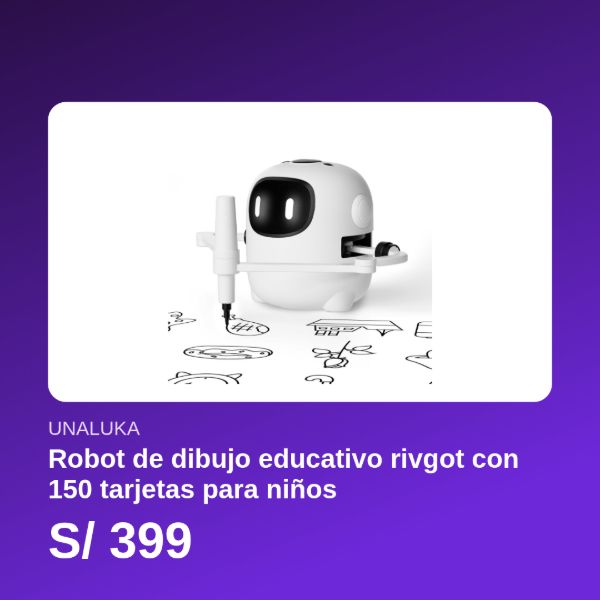 UNALUKA
Robot de dibujo educativo rivgot con
150 tarjetas para niños
S/ 399